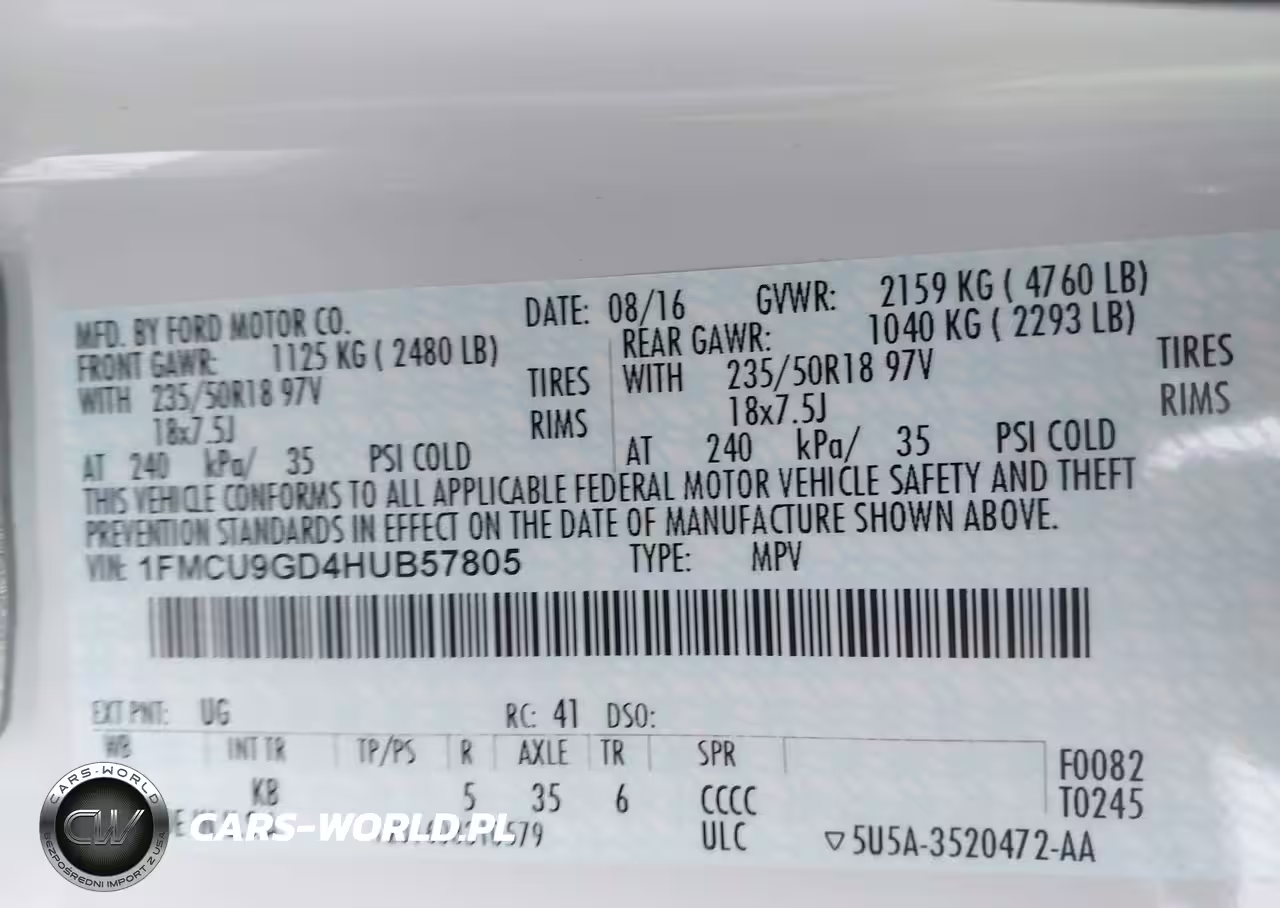 MFD. BY FORD MOTOR CO. DATE: 08/16 GVWR: 2159 KG ( 4760 LB)
FRONT GAWR: 1125 KG ( 2480 LB) REAR GAWR: 1040 KG ( 2293 LB)
WITH 235/50R18 97V TIRES WITH 235/50R18 97V TIRES
18x7.5J RIMS 18x7.5J RIMS
AT 240 kPa/ 35 PSI COLD AT 240 kPa/ 35 PSI COLD
THIS VEHICLE CONFORMS TO ALL APPLICABLE FEDERAL MOTOR VEHICLE SAFETY AND THEFT
PREVENTION STANDARDS IN EFFECT ON THE DATE OF MANUFACTURE SHOWN ABOVE.
VIN: 1FMCU9GD4HUB57805 TYPE: MPV
EXT PNT: UG RC: 41 DSO:
WB INT TR TP/PS R AXLE TR SPR F0082
KB 5 35 6 CCCC T0245
ULC ▽5U5A-3520472-AA
CARS-WORLD
CW
BEZPOŚREDNI IMPORT Z USA
CARS-WORLD.PL